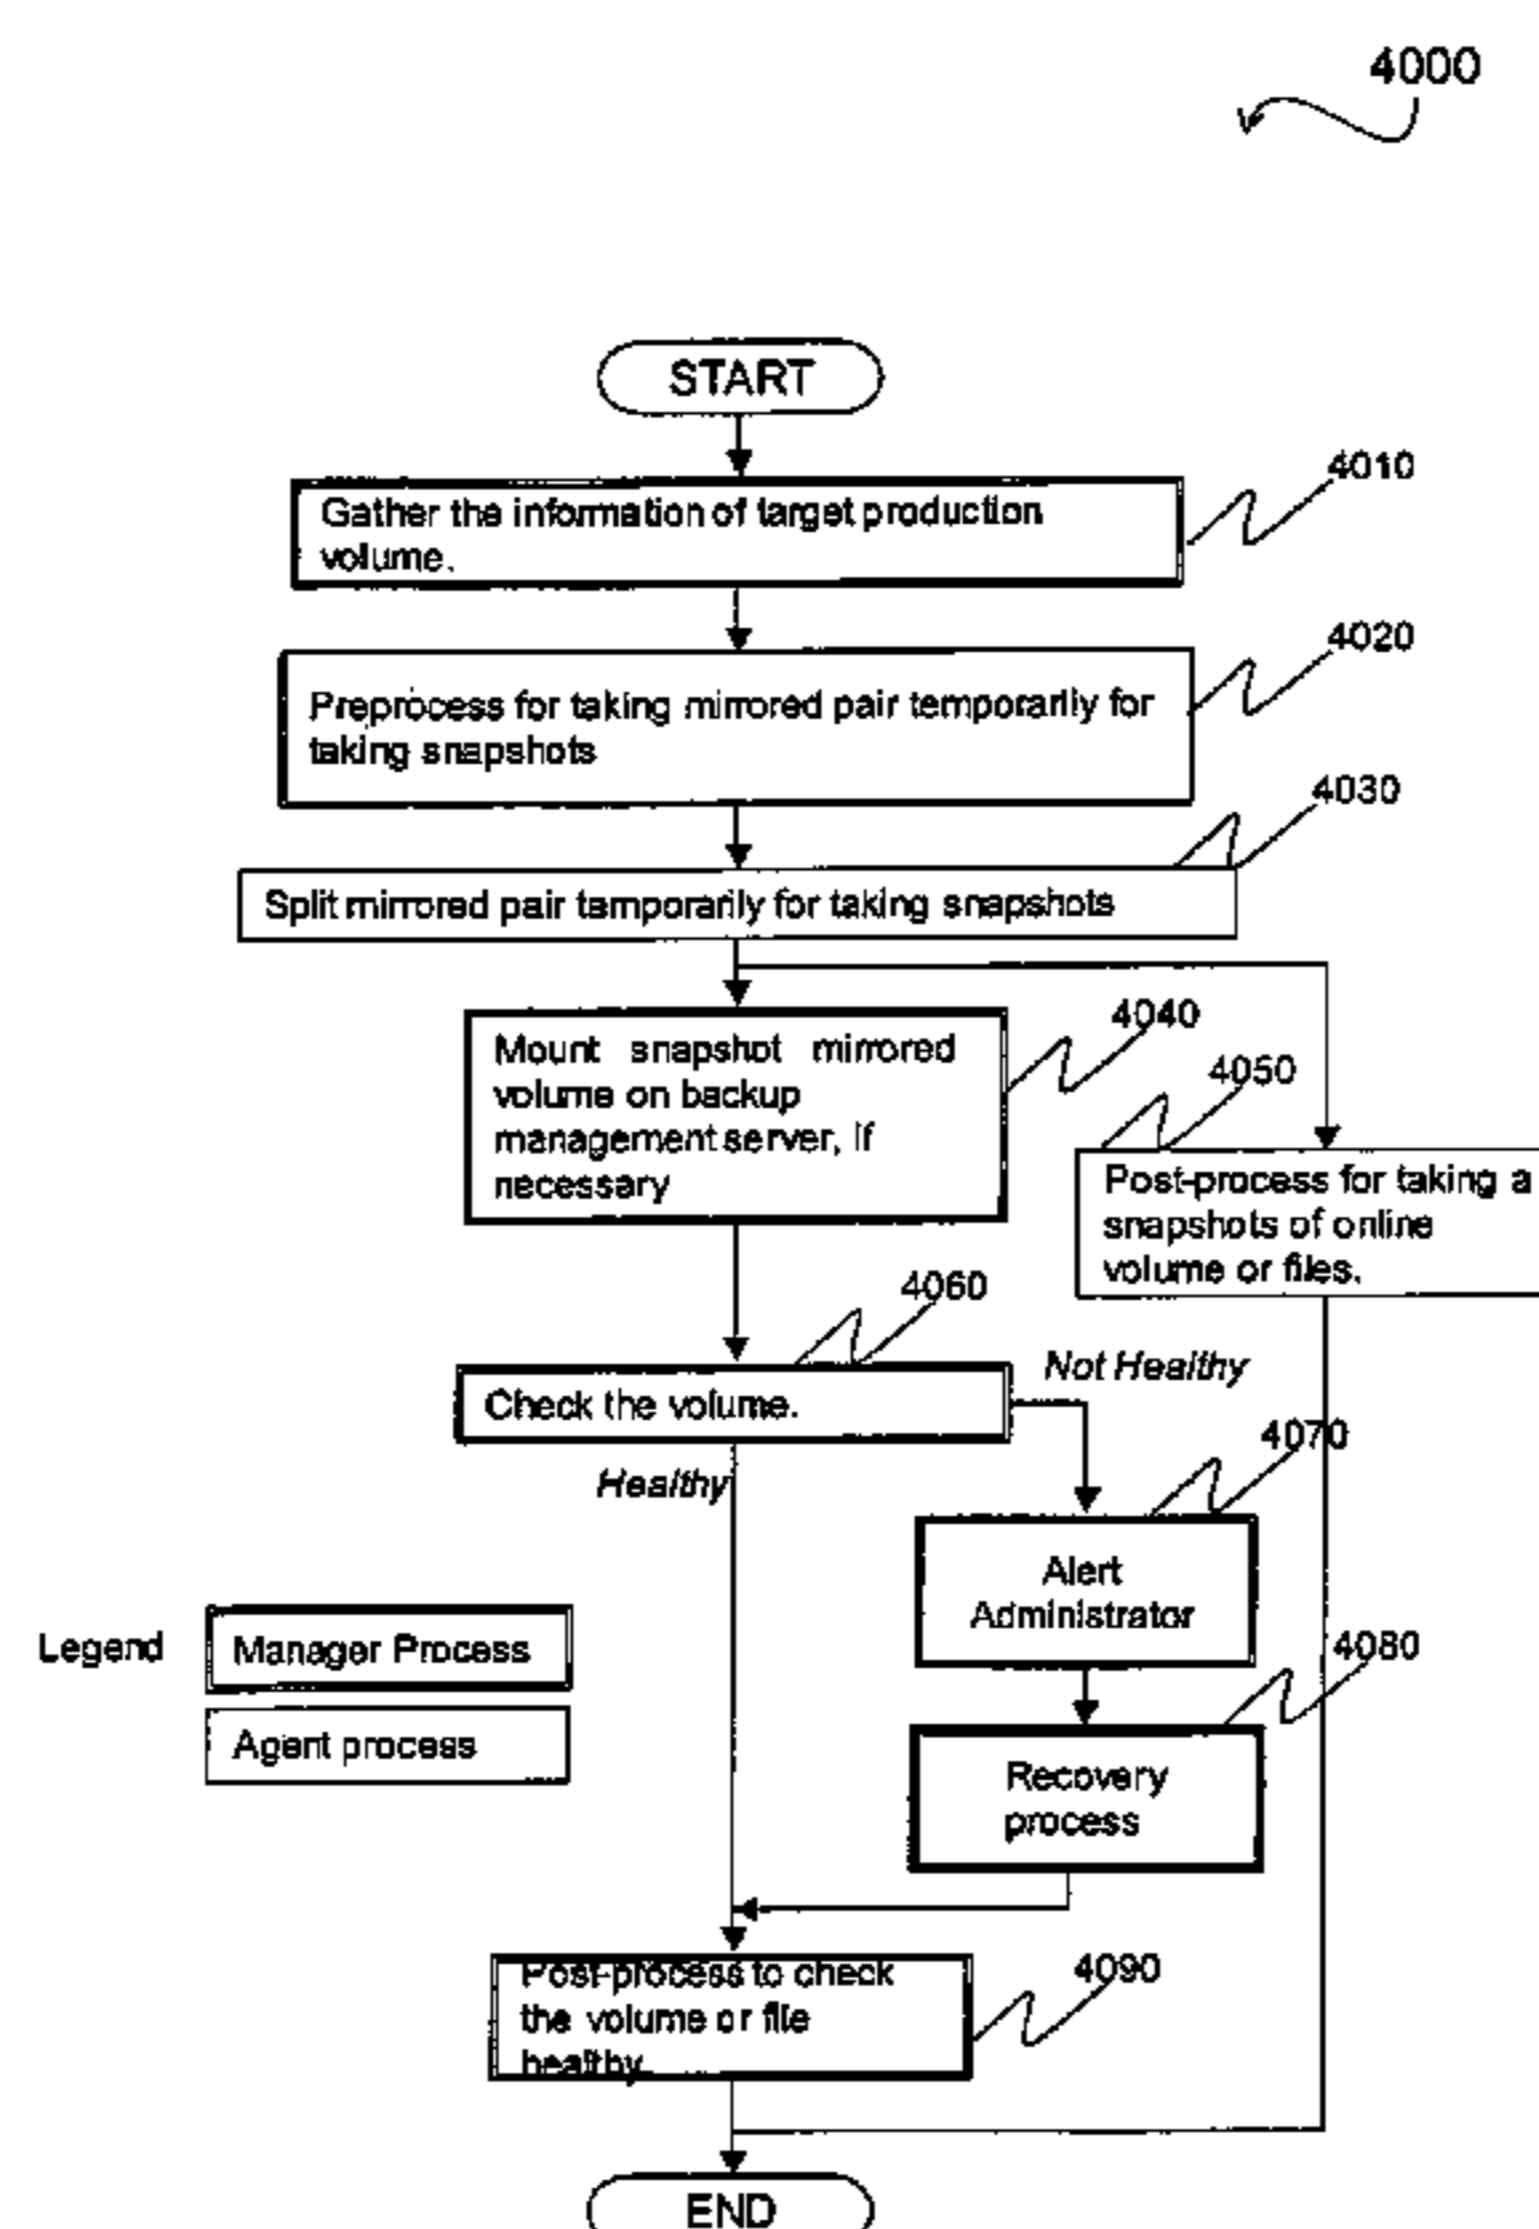 4000
START
4010
Gather the information of target production
volume.
4020
Preprocess for taking mirrored pair temporarily for
taking snapshots
4030
Split mirrored pair temporarily for taking snapshots
4040
Mount snapshot mirrored
volume on backup
management server, if
necessary
4050
Post-process for taking a
snapshots of online
volume or files.
4060
Check the volume.
Not Healthy
Healthy
4070
Alert
Administrator
4080
Recovery
process
Legend
Manager Process
Agent process
4090
Post-process to check
the volume or file
healthy.
END